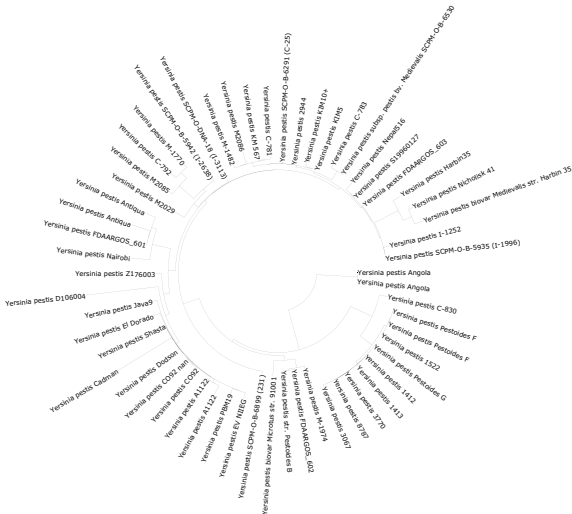 Yersinia pestis SCPM-O-B-6291 (C-25)
Yersinia pestis 2944
Yersinia pestis KIM10+
Yersinia pestis KIM5
Yersinia pestis C-783
Yersinia pestis subsp. pestis bv. Medievalis SCPM-O-B-6530
Yersinia pestis Nepal516
Yersinia pestis S19960127
Yersinia pestis FDAARGOS_603
Yersinia pestis Harbin35
Yersinia pestis Nicholisk 41
Yersinia pestis biovar Medievalis str. Harbin 35
Yersinia pestis I-1252
Yersinia pestis SCPM-O-B-5935 (I-1996)
Yersinia pestis Angola
Yersinia pestis Angola
Yersinia pestis C-830
Yersinia pestis Pestoides F
Yersinia pestis Pestoides F
Yersinia pestis 1522
Yersinia pestis Pestoides G
Yersinia pestis 1412
Yersinia pestis 1413
Yersinia pestis 3770
Yersinia pestis 8787
Yersinia pestis 3067
Yersinia pestis M-1974
Yersinia pestis FDAARGOS_602
Yersinia pestis str. Pestoides B
Yersinia pestis biovar Microtus str. 91001
Yersinia pestis SCPM-O-B-6899 (231)
Yersinia pestis EV NIIEG
Yersinia pestis PBM19
Yersinia pestis A1122
Yersinia pestis A1122
Yersinia pestis CO92
Yersinia pestis CO92_nan
Yersinia pestis Dodson
Yersinia pestis Cadman
Yersinia pestis Shasta
Yersinia pestis El Dorado
Yersinia pestis Java9
Yersinia pestis D106004
Yersinia pestis Z176003
Yersinia pestis Nairobi
Yersinia pestis FDAARGOS_601
Yersinia pestis Antiqua
Yersinia pestis Antiqua
Yersinia pestis M2029
Yersinia pestis M2085
Yersinia pestis C-792
Yersinia pestis M-1770
Yersinia pestis SCPM-O-B-5942 (I-2638)
Yersinia pestis SCPM-O-DNA-18 (I-3113)
Yersinia pestis M-1482
Yersinia pestis M2086
Yersinia pestis KM 567
Yersinia pestis C-781